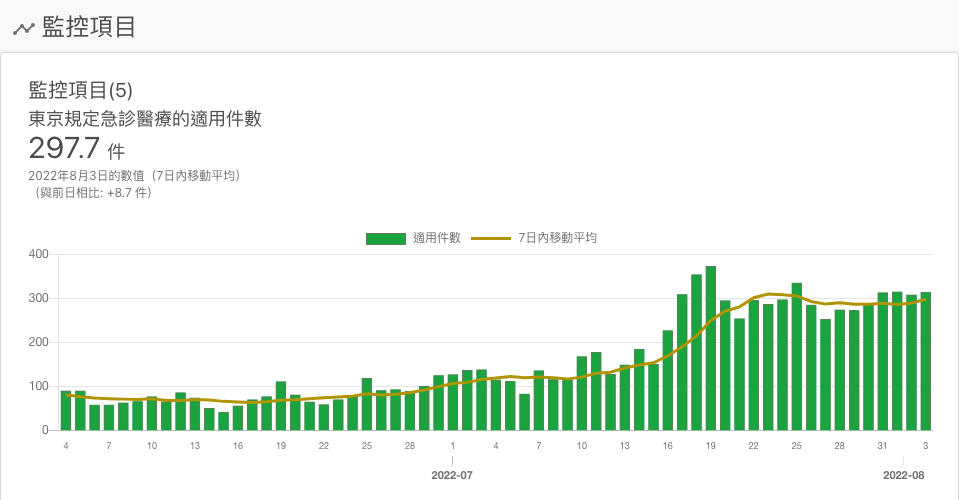 監控項目
監控項目(5)
東京規定急診醫療的適用件數
297.7 件
2022年8月3日的數值（7日內移動平均）
（與前日相比: +8.7 件）
適用件數 7日內移動平均
400
300
200
100
0
4 7 10 13 16 19 22 25 28 1 4 7 10 13 16 19 22 25 28 31 3
2022-07 2022-08